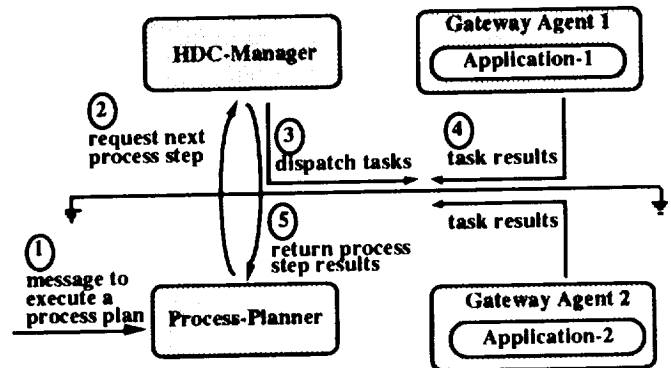 Gateway Agent 1
HDC-Manager
Application-1
2
request next
process step
3
dispatch tasks
4
task results
task results
1
message to
execute a
process plan
5
return process
step results
Process-Planner
Gateway Agent 2
Application-2